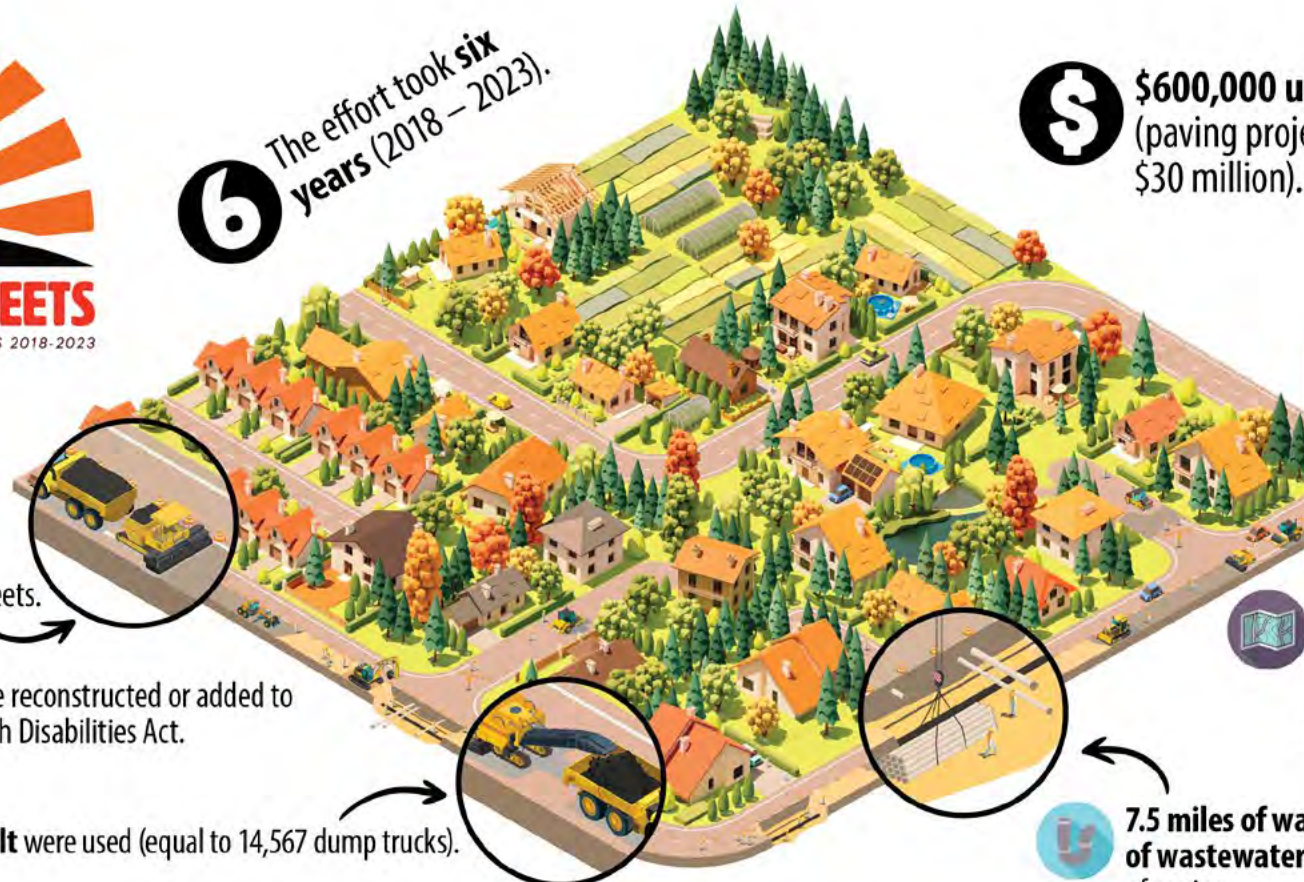 The effort took six
years (2018 – 2023).
6
$
$600,000 u
(paving proje
$30 million).
EETS
2018-2023
eets.
e reconstructed or added to
h Disabilities Act.
lt were used (equal to 14,567 dump trucks).
7.5 miles of wa
of wastewater